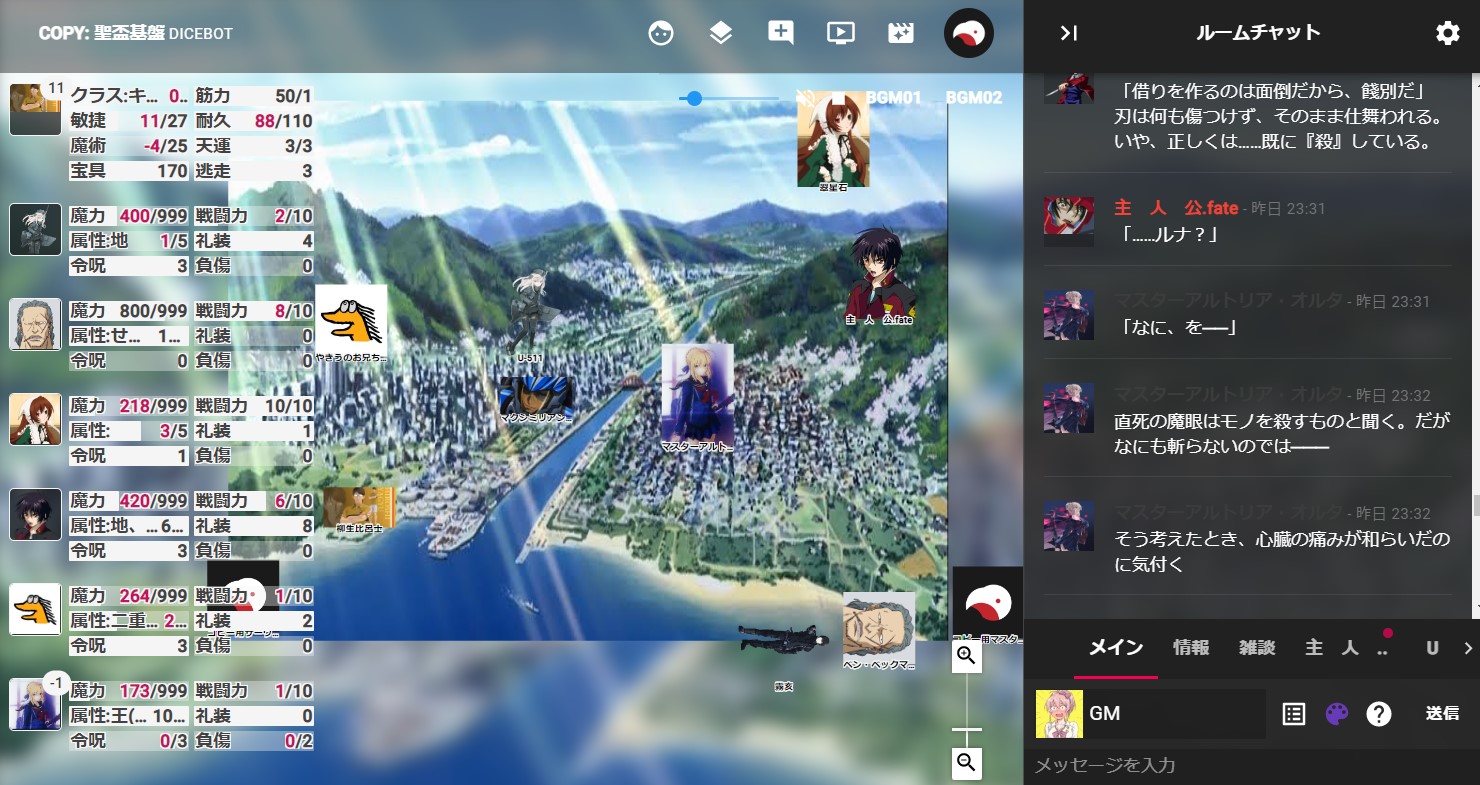 COPY: 聖盃基盤 DICEBOT
BGM01 BGM02
11 クラス:キ... 0.. 筋力 50/1
敏捷 11/27 耐久 88/110
魔術 -4/25 天運 3/3
宝具 170 逃走 3
魔力 400/999 戦闘力 2/10
属性:地 1/5 礼装 4
令呪 3 負傷 0
魔力 800/999 戦闘力 8/10
属性:せ... 1... 礼装 0
令呪 0 負傷 0
魔力 218/999 戦闘力 10/10
属性: 3/5 礼装 1
令呪 1 負傷 0
魔力 420/999 戦闘力 6/10
属性:地、...6... 礼装 8
令呪 3 負傷 0
魔力 264/999 戦闘力 1/10
属性:二重... 2... 礼装 2
令呪 3 負傷 0
-1 魔力 173/999 戦闘力 1/10
属性:王(... 10... 礼装 0
令呪 0/3 負傷 0/2
翠星石
主　人　公.fate
やきうのお兄ち...
U-511
マクシミリアン...
マスターアルト...
柳生比呂士
コピー用サーヴ...
コピー用マスタ...
ベン・ベックマ...
霧亥
ルームチャット
「借りを作るのは面倒だから、餞別だ」
刃は何も傷つけず、そのまま仕舞われる。
いや、正しくは……既に『殺』している。
主　人　公.fate - 昨日 23:31
「……ルナ？」
マスターアルトリア・オルタ - 昨日 23:31
「なに、を――」
マスターアルトリア・オルタ - 昨日 23:32
直死の魔眼はモノを殺すものと聞く。だが
なにも斬らないのでは――
マスターアルトリア・オルタ - 昨日 23:32
そう考えたとき、心臓の痛みが和らいだの
に気付く
メイン 情報 雑談 主　人　.. U
GM 送信
メッセージを入力